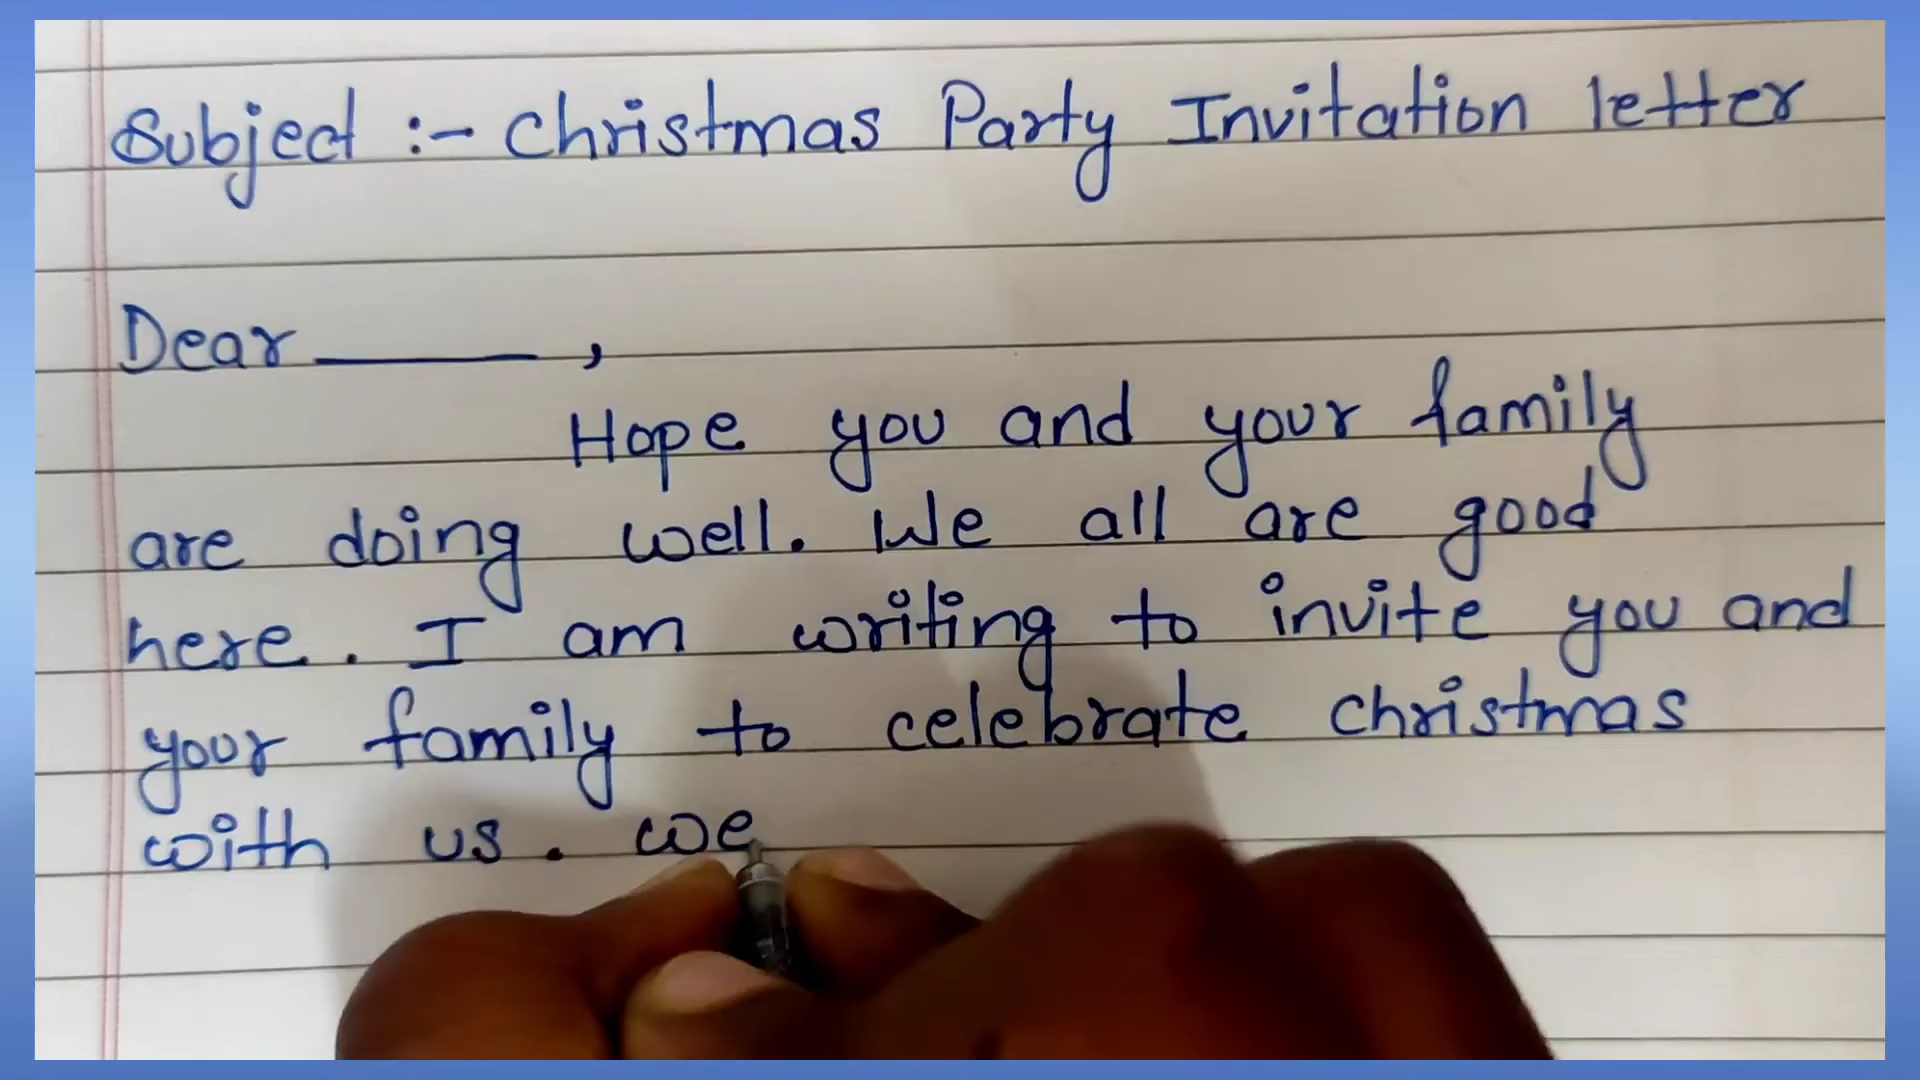 Subject :- Christmas Party Invitation letter
Dear ______ ,
Hope you and your family
are doing well. We all are good
here. I am writing to invite you and
your family to celebrate christmas
with us. we